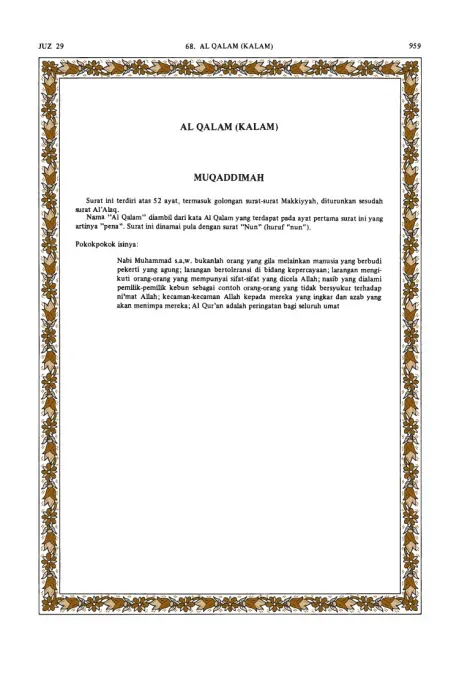 JUZ 29 68. AL QALAM (KALAM) 959
AL QALAM (KALAM)
MUQADDIMAH
Surat ini terdiri atas 52 ayat, termasuk golongan surat-surat Makkiyyah, diturunkan sesudah
surat Al'Alaq.
Nama "Al Qalam" diambil dari kata Al Qalam yang terdapat pada ayat pertama surat ini yang
artinya "pena". Surat ini dinamai pula dengan surat "Nun" (huruf "nun").
Pokokpokok isinya:
Nabi Muhammad s.a.w. bukanlah orang yang gila melainkan manusia yang berbudi
pekerti yang agung; larangan bertoleransi di bidang kepercayaan; larangan mengi-
kuti orang-orang yang mempunyai sifat-sifat yang dicela Allah; nasib yang dialami
pemilik-pemilik kebun sebagai contoh orang-orang yang tidak bersyukur terhadap
ni'mat Allah; kecaman-kecaman Allah kepada mereka yang ingkar dan azab yang
akan menimpa mereka; Al Qur'an adalah peringatan bagi seluruh umat